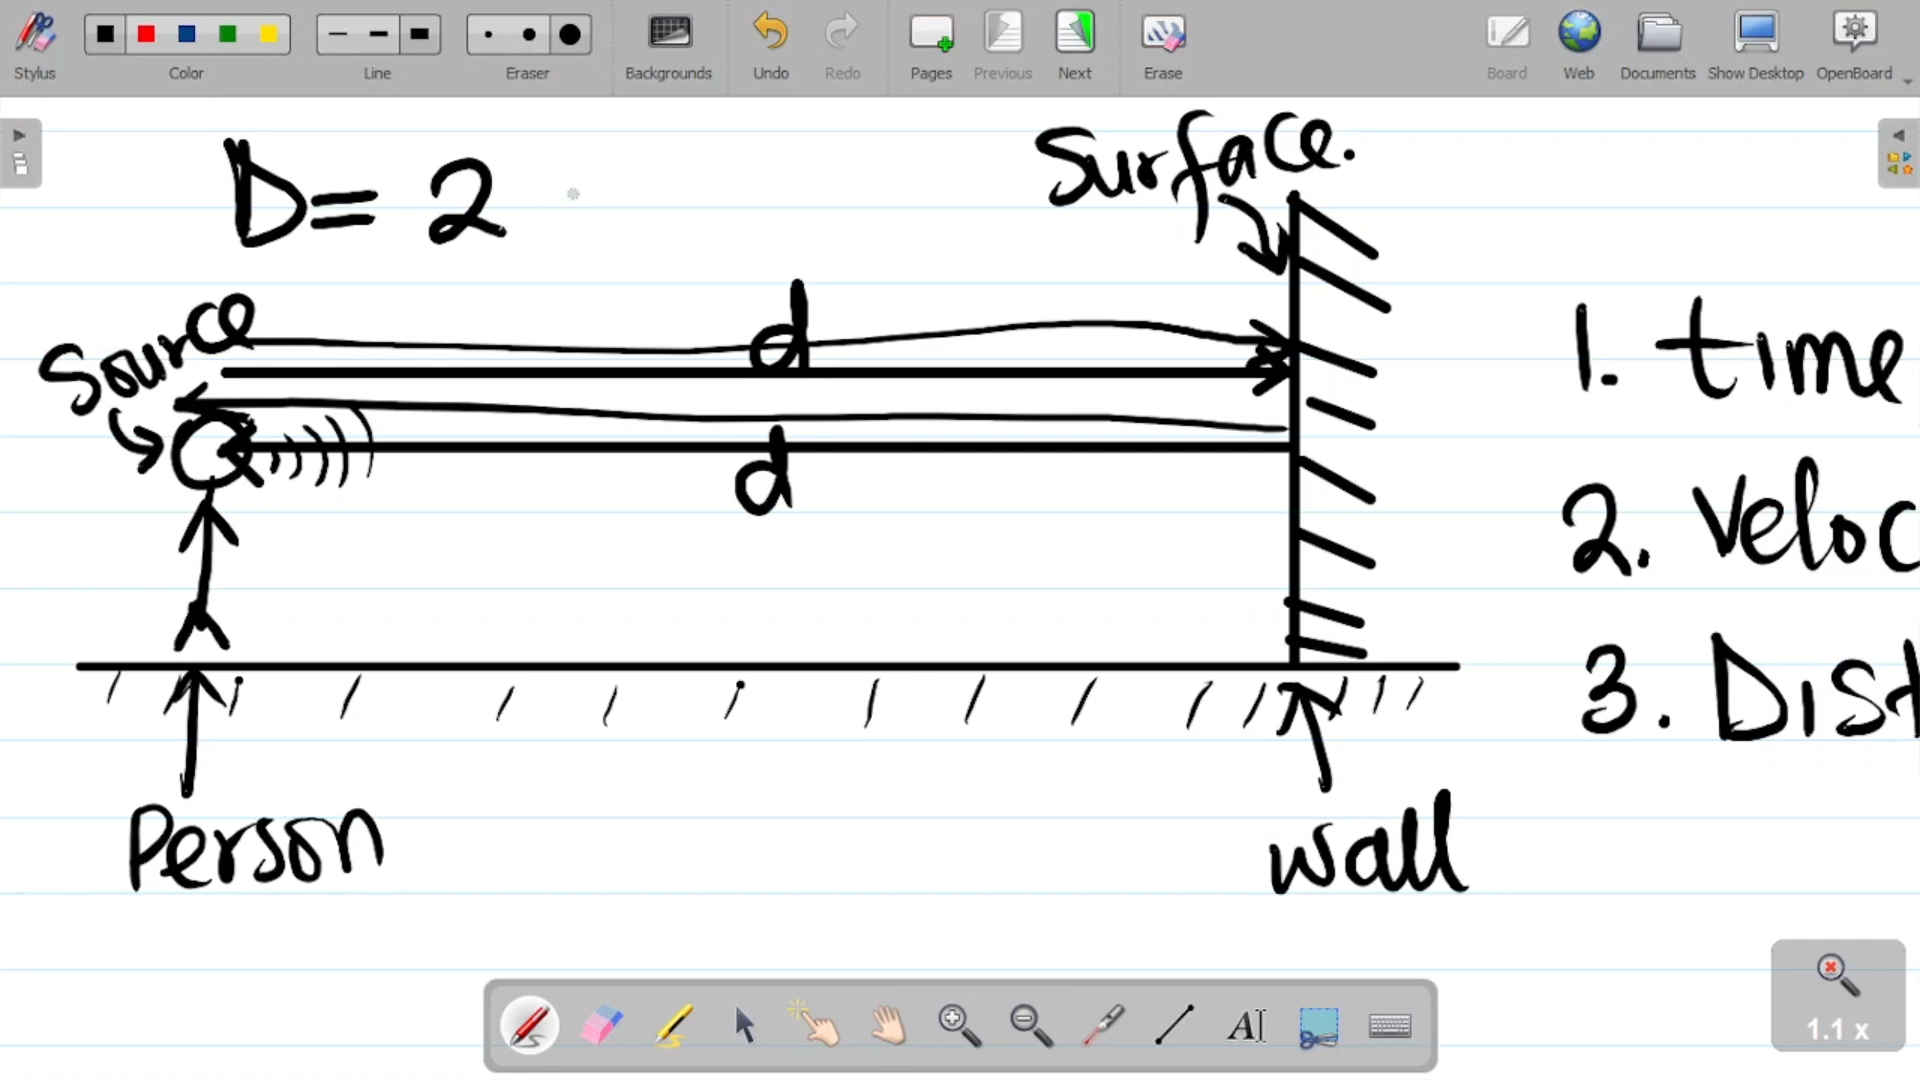 Stylus
Color
Line
Eraser
Backgrounds
Undo
Redo
Pages
Previous
Next
Erase
Board
Web
Documents
Show Desktop
OpenBoard
D= 2
Surface.
Source
d
d
1. time
2. Veloc
3. Dist
Person
wall
1.1 x